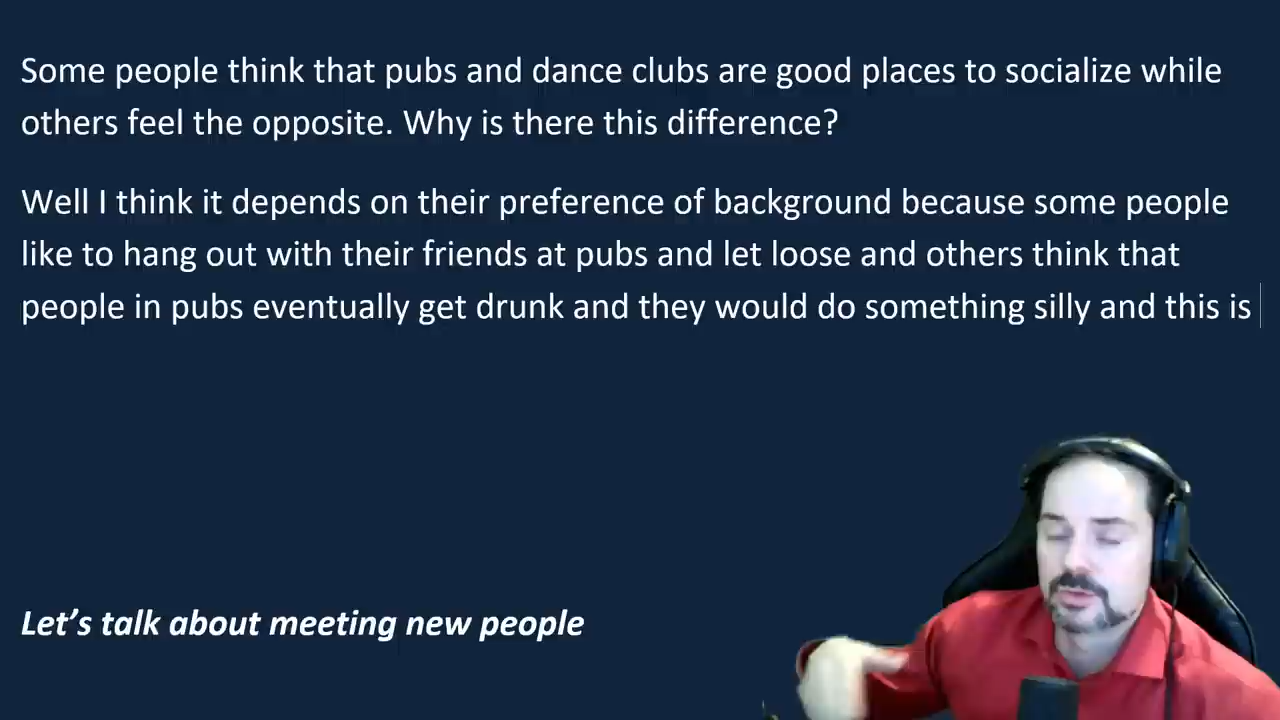 Some people think that pubs and dance clubs are good places to socialize while
others feel the opposite. Why is there this difference?
Well I think it depends on their preference of background because some people
like to hang out with their friends at pubs and let loose and others think that
people in pubs eventually get drunk and they would do something silly and this is
Let’s talk about meeting new people